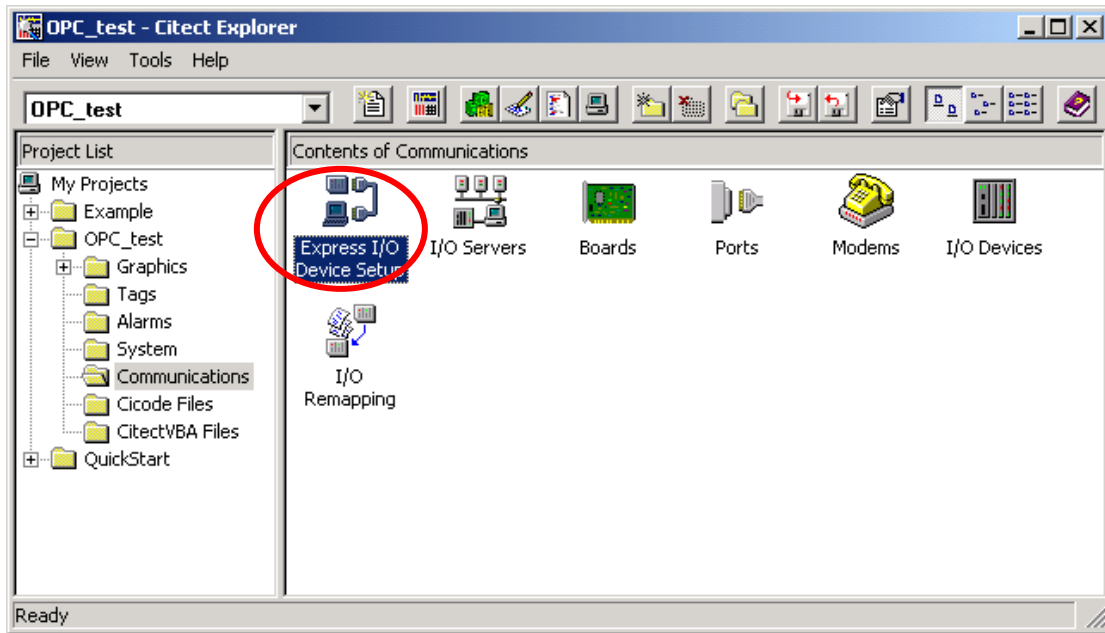 OPC_test - Citect Explorer
File View Tools Help
OPC_test
Project List
Contents of Communications
My Projects
Example
OPC_test
Graphics
Tags
Alarms
System
Communications
Cicode Files
CitectVBA Files
QuickStart
Express I/O
Device Setup
I/O Servers
Boards
Ports
Modems
I/O Devices
I/O
Remapping
Ready